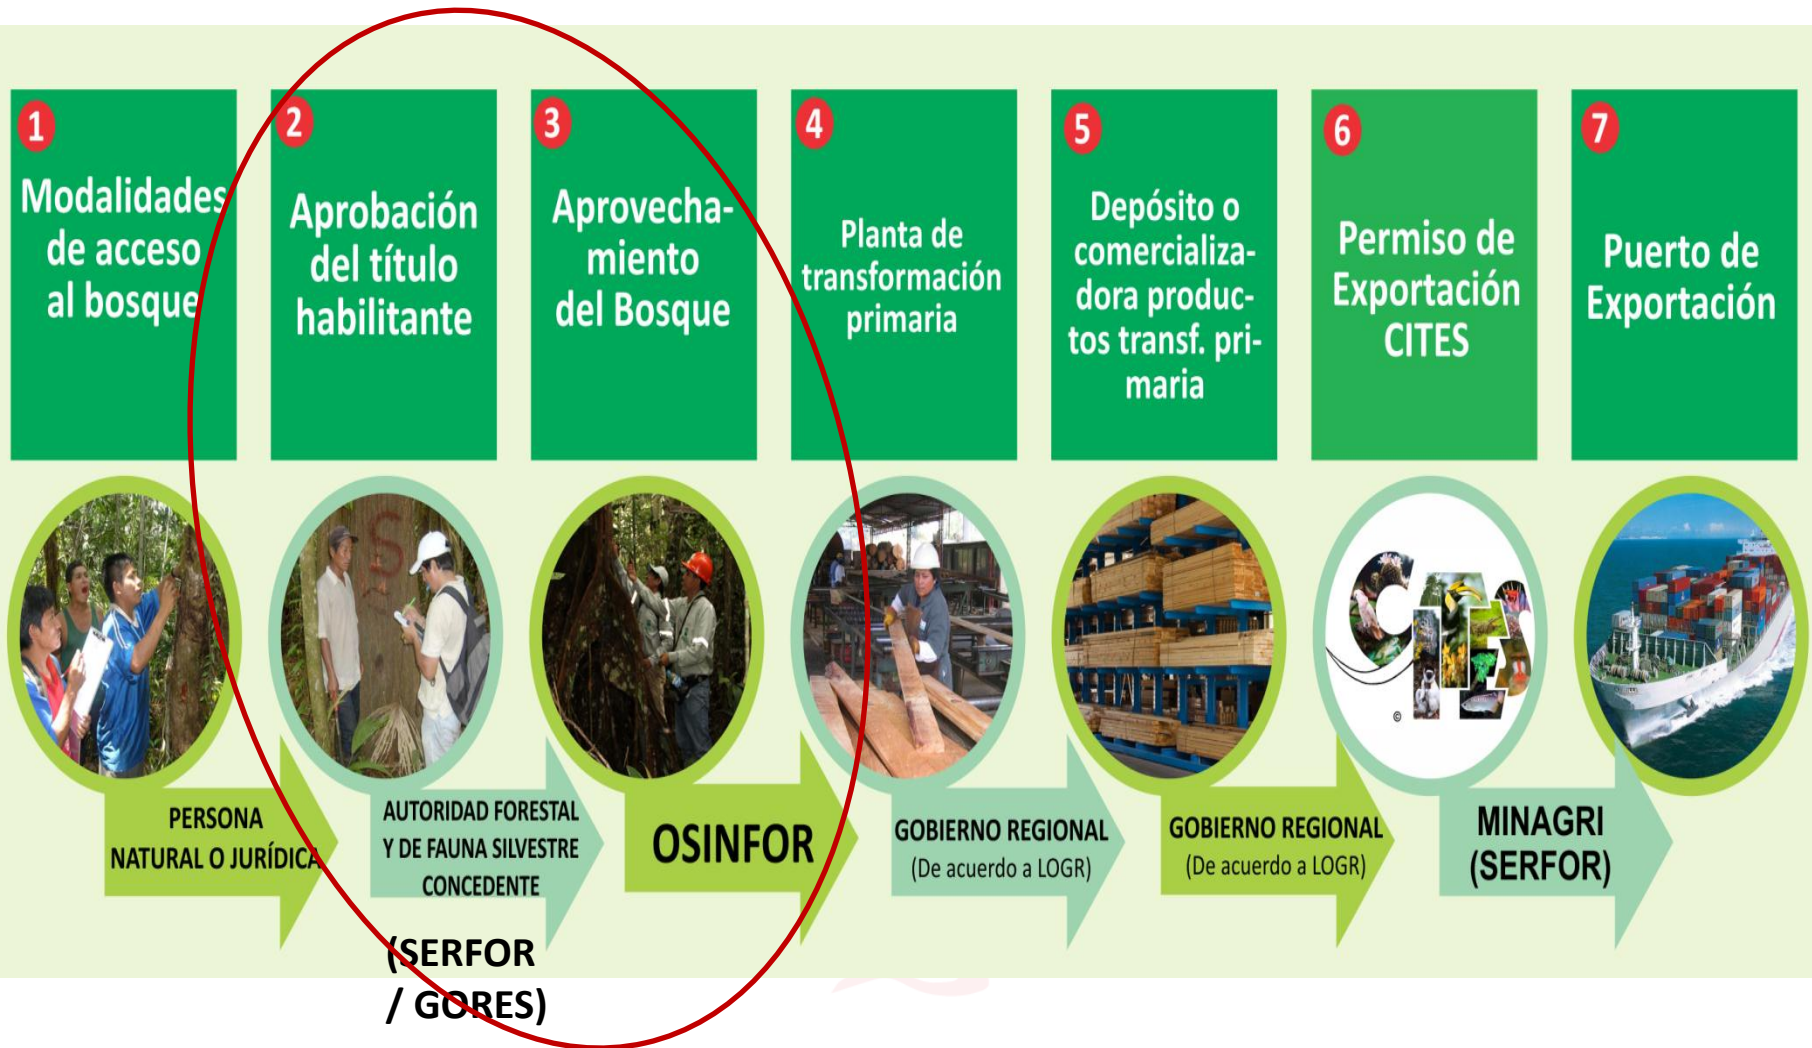 1
Modalidades
de acceso
al bosque
2
Aprobación
del título
habilitante
3
Aprovecha-
miento
del Bosque
4
Planta de
transformación
primaria
5
Depósito o
comercializa-
dora produc-
tos transf. pri-
maria
6
Permiso de
Exportación
CITES
7
Puerto de
Exportación
S
CITES
©
PERSONA
NATURAL O JURÍDICA
AUTORIDAD FORESTAL
Y DE FAUNA SILVESTRE
CONCEDENTE
(SERFOR
/ GORES)
OSINFOR
GOBIERNO REGIONAL
(De acuerdo a LOGR)
GOBIERNO REGIONAL
(De acuerdo a LOGR)
MINAGRI
(SERFOR)